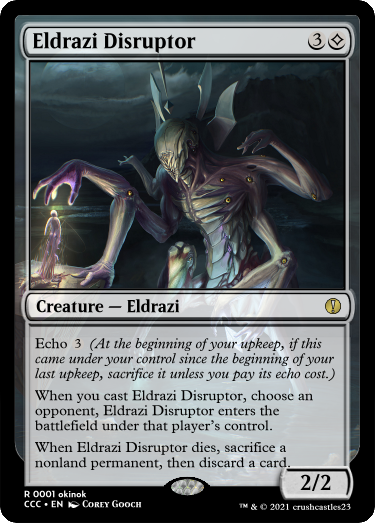 Eldrazi Disruptor 3
Creature — Eldrazi
Echo 3 (At the beginning of your upkeep, if this
came under your control since the beginning of your
last upkeep, sacrifice it unless you pay its echo cost.)
When you cast Eldrazi Disruptor, choose an
opponent, Eldrazi Disruptor enters the
battlefield under that player's control.
When Eldrazi Disruptor dies, sacrifice a
nonland permanent, then discard a card.
2/2
R 0001 okinok
CCC • EN Corey Gooch
™ & © 2021 crushcastles23